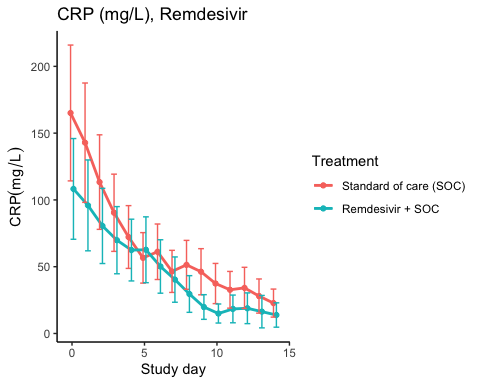 CRP (mg/L), Remdesivir
200
150
100
50
0
CRP(mg/L)
0
5
10
15
Study day
Treatment
Standard of care (SOC)
Remdesivir + SOC